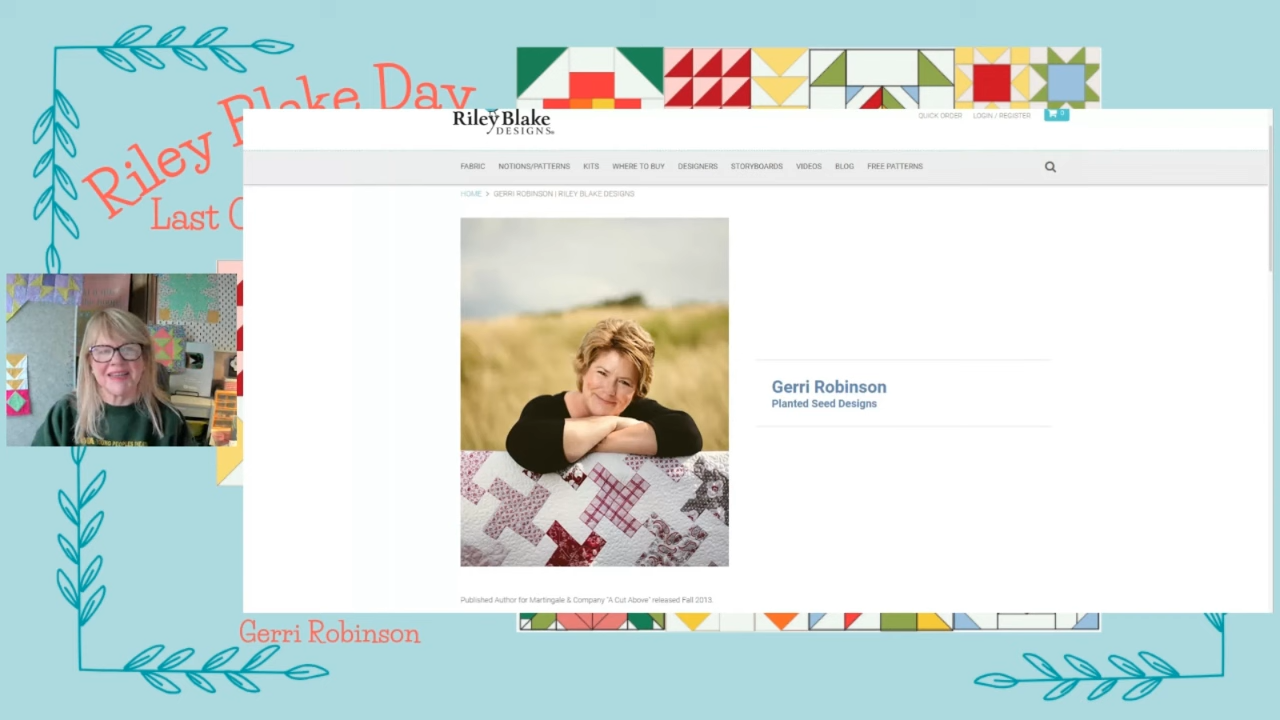 Riley Blake Day
Last C
Riley Blake
DESIGNS
QUICK ORDER LOGIN / REGISTER 0
FABRIC NOTIONS/PATTERNS KITS WHERE TO BUY DESIGNERS STORYBOARDS VIDEOS BLOG FREE PATTERNS
HOME > GERRI ROBINSON | RILEY BLAKE DESIGNS
Gerri Robinson
Planted Seed Designs
Published Author for Martingale & Company "A Cut Above" released Fall 2013.
Gerri Robinson